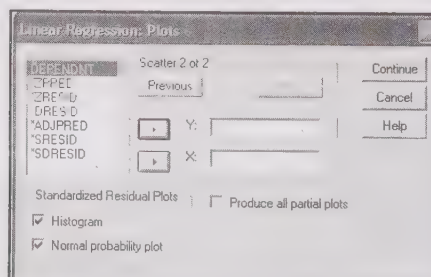 Linear Regression: Plots
DEPENDNT
*ADJPRED
*SRESID
*SDRESID
Scatter 2 of 2
Previous
Y:
X:
Continue
Cancel
Help
Standardized Residual Plots
Histogram
Normal probability plot
Produce all partial plots